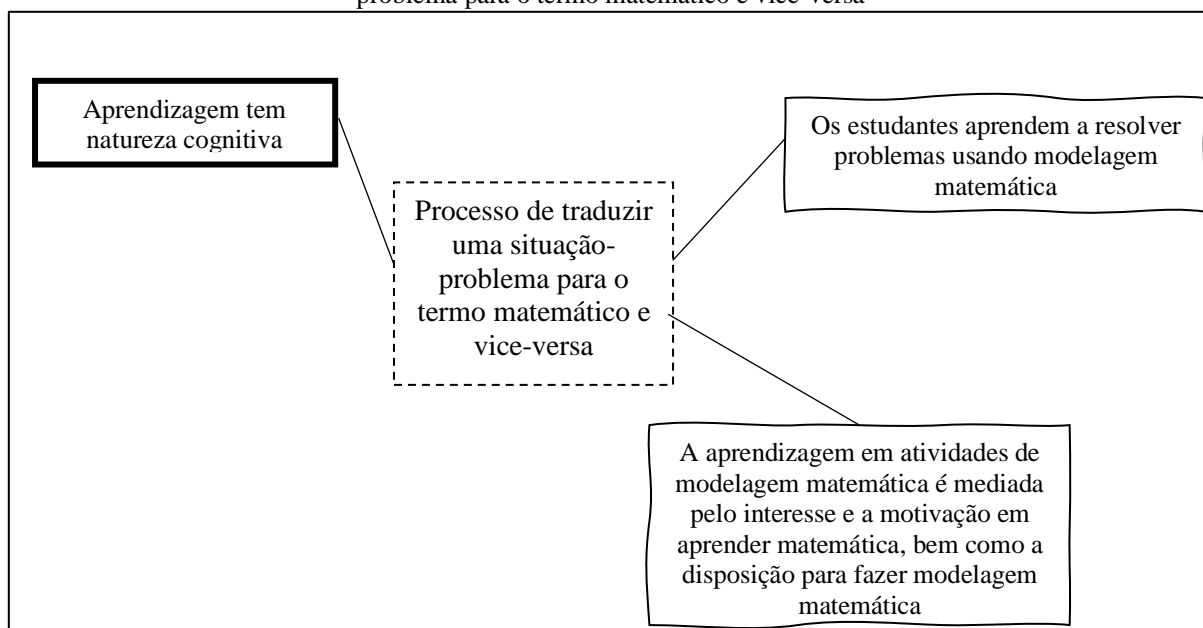 problema para o termo matemático e vice-versa
Aprendizagem tem
natureza cognitiva
Os estudantes aprendem a resolver
problemas usando modelagem
matemática
Processo de traduzir
uma situação-
problema para o
termo matemático e
vice-versa
A aprendizagem em atividades de
modelagem matemática é mediada
pelo interesse e a motivação em
aprender matemática, bem como a
disposição para fazer modelagem
matemática